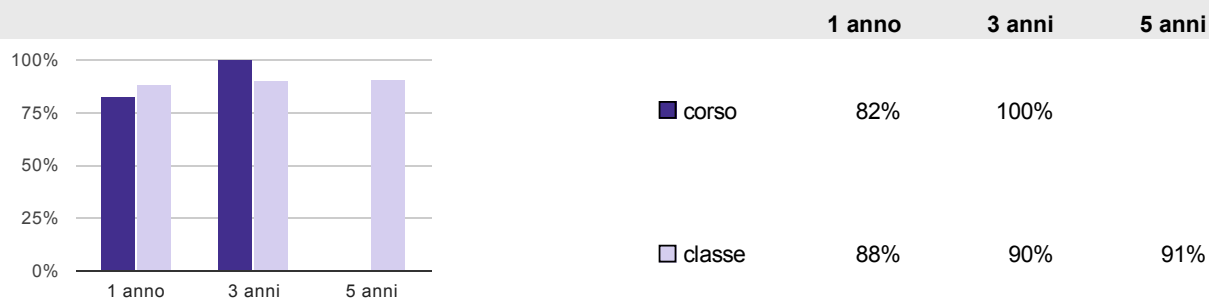 1 anno 3 anni 5 anni
100%
75%
50%
25%
0%
1 anno 3 anni 5 anni
corso 82% 100%
classe 88% 90% 91%